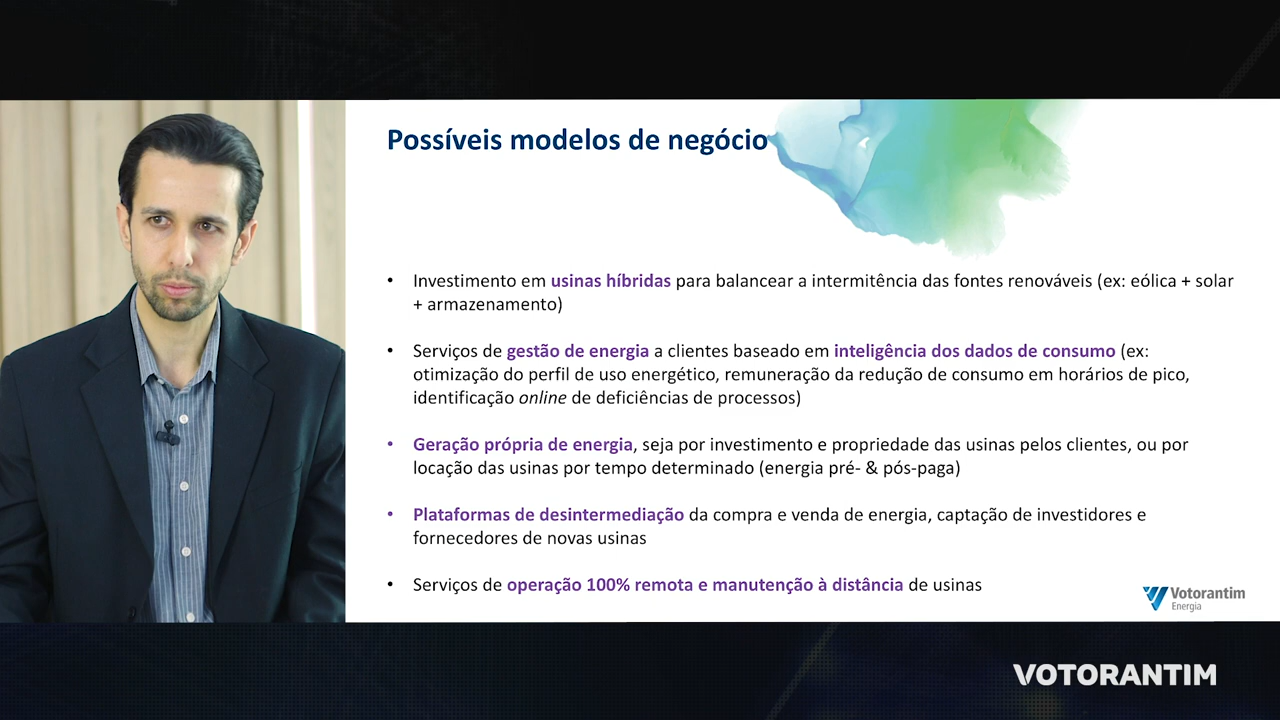 Possíveis modelos de negócio
• Investimento em usinas híbridas para balancear a intermitência das fontes renováveis (ex: eólica + solar
+ armazenamento)
• Serviços de gestão de energia a clientes baseado em inteligência dos dados de consumo (ex:
otimização do perfil de uso energético, remuneração da redução de consumo em horários de pico,
identificação online de deficiências de processos)
• Geração própria de energia, seja por investimento e propriedade das usinas pelos clientes, ou por
locação das usinas por tempo determinado (energia pré- & pós-paga)
• Plataformas de desintermediação da compra e venda de energia, captação de investidores e
fornecedores de novas usinas
• Serviços de operação 100% remota e manutenção à distância de usinas
Votorantim
Energia
VOTORANTIM